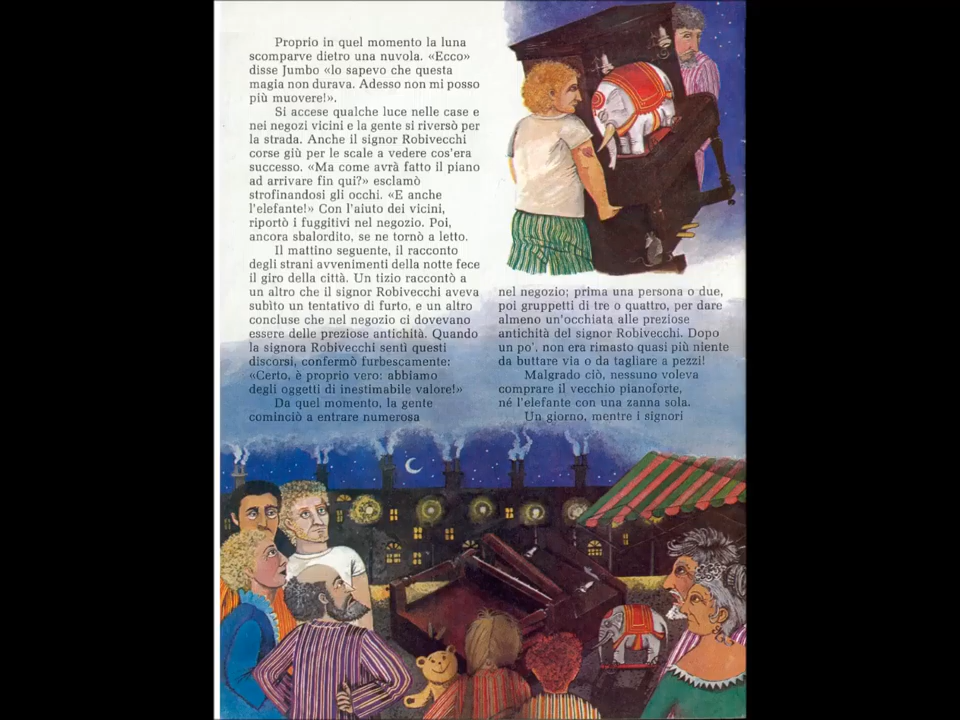 Proprio in quel momento la luna
scomparve dietro una nuvola. «Ecco»
disse Jumbo «lo sapevo che questa
magia non durava. Adesso non mi posso
più muovere!».
Si accese qualche luce nelle case e
nei negozi vicini e la gente si riversò per
la strada. Anche il signor Robivecchi
corse giù per le scale a vedere cos'era
successo. «Ma come avrà fatto il piano
ad arrivare fin qui?» esclamò
strofinandosi gli occhi. «E anche
l'elefante!» Con l'aiuto dei vicini,
riportò i fuggitivi nel negozio. Poi,
ancora sbalordito, se ne tornò a letto.
Il mattino seguente, il racconto
degli strani avvenimenti della notte fece
il giro della città. Un tizio raccontò a
un altro che il signor Robivecchi aveva
subìto un tentativo di furto, e un altro
concluse che nel negozio ci dovevano
essere delle preziose antichità. Quando
la signora Robivecchi sentì questi
discorsi, confermò furbescamente:
«Certo, è proprio vero: abbiamo
degli oggetti di inestimabile valore!»
Da quel momento, la gente
cominciò a entrare numerosa
nel negozio; prima una persona o due,
poi gruppetti di tre o quattro, per dare
almeno un'occhiata alle preziose
antichità del signor Robivecchi. Dopo
un po', non era rimasto quasi più niente
da buttare via o da tagliare a pezzi!
Malgrado ciò, nessuno voleva
comprare il vecchio pianoforte,
né l'elefante con una zanna sola.
Un giorno, mentre i signori